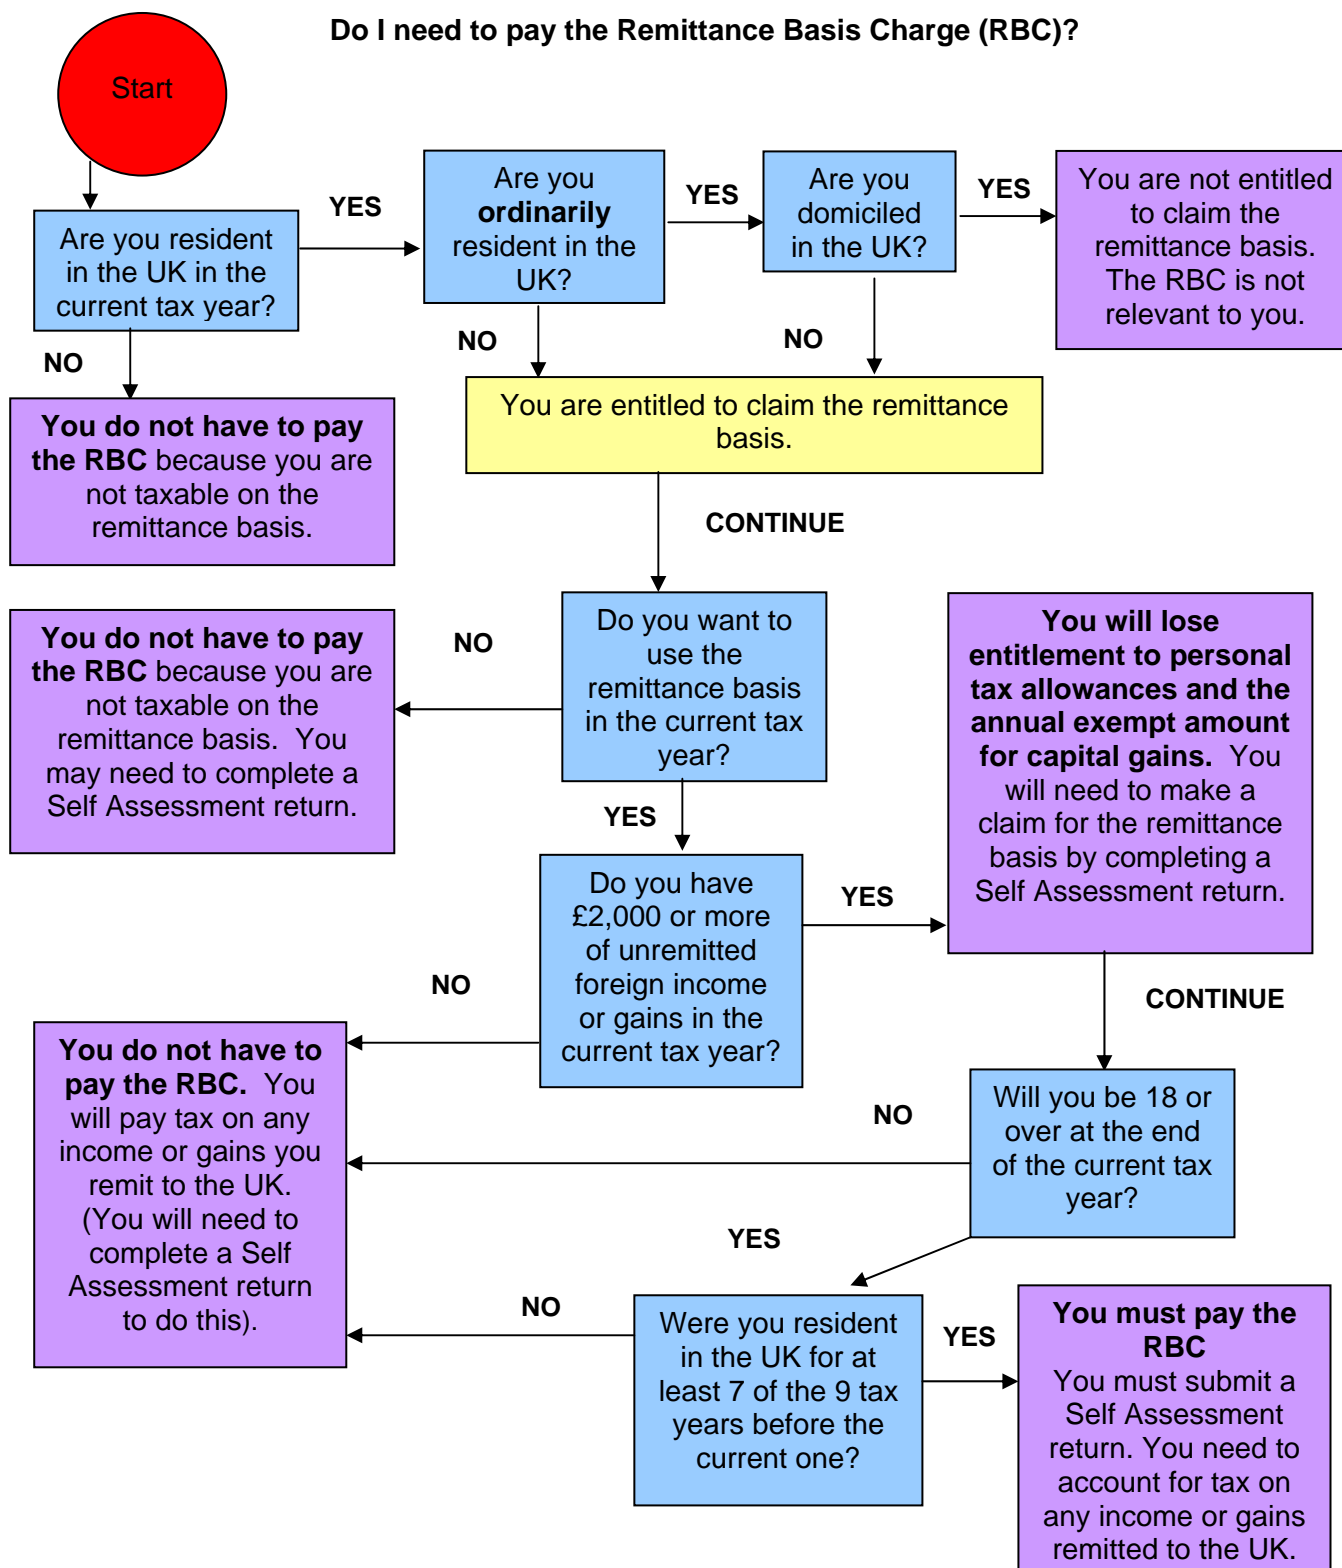 Do I need to pay the Remittance Basis Charge (RBC)?
Start
Are you resident
in the UK in the
current tax year?
YES
Are you
ordinarily
resident in the
UK?
YES
Are you
domiciled
in the UK?
YES
You are not entitled
to claim the
remittance basis.
The RBC is not
relevant to you.
NO
NO
NO
You do not have to pay
the RBC because you are
not taxable on the
remittance basis.
You are entitled to claim the remittance
basis.
CONTINUE
Do you want to
use the
remittance basis
in the current tax
year?
NO
You do not have to pay
the RBC because you are
not taxable on the
remittance basis.  You
may need to complete a
Self Assessment return.
YES
Do you have
£2,000 or more
of unremitted
foreign income
or gains in the
current tax year?
YES
You will lose
entitlement to personal
tax allowances and the
annual exempt amount
for capital gains.  You
will need to make a
claim for the remittance
basis by completing a
Self Assessment return.
NO
CONTINUE
You do not have to
pay the RBC.  You
will pay tax on any
income or gains you
remit to the UK.
(You will need to
complete a Self
Assessment return
to do this).
NO
Will you be 18 or
over at the end
of the current tax
year?
YES
NO
Were you resident
in the UK for at
least 7 of the 9 tax
years before the
current one?
YES
You must pay the
RBC
You must submit a
Self Assessment
return. You need to
account for tax on
any income or gains
remitted to the UK.